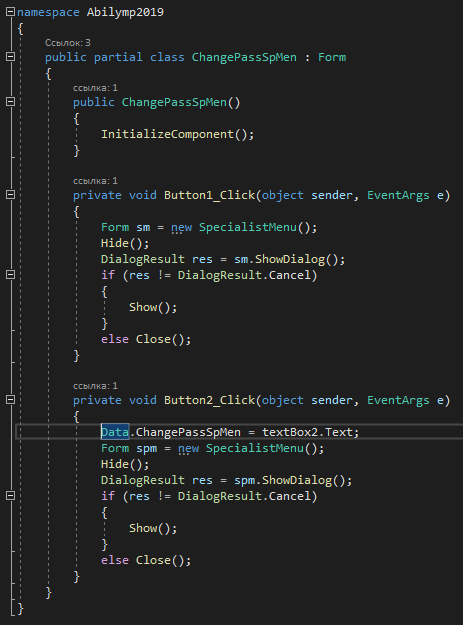 namespace Abilymp2019
{
Ссылок: 3
public partial class ChangePassSpMen : Form
{
ссылка: 1
public ChangePassSpMen()
{
InitializeComponent();
}
ссылка: 1
private void Button1_Click(object sender, EventArgs e)
{
Form sm = new SpecialistMenu();
Hide();
DialogResult res = sm.ShowDialog();
if (res != DialogResult.Cancel)
{
Show();
}
else Close();
}
ссылка: 1
private void Button2_Click(object sender, EventArgs e)
{
Data.ChangePassSpMen = textBox2.Text;
Form spm = new SpecialistMenu();
Hide();
DialogResult res = spm.ShowDialog();
if (res != DialogResult.Cancel)
{
Show();
}
else Close();
}
}
}